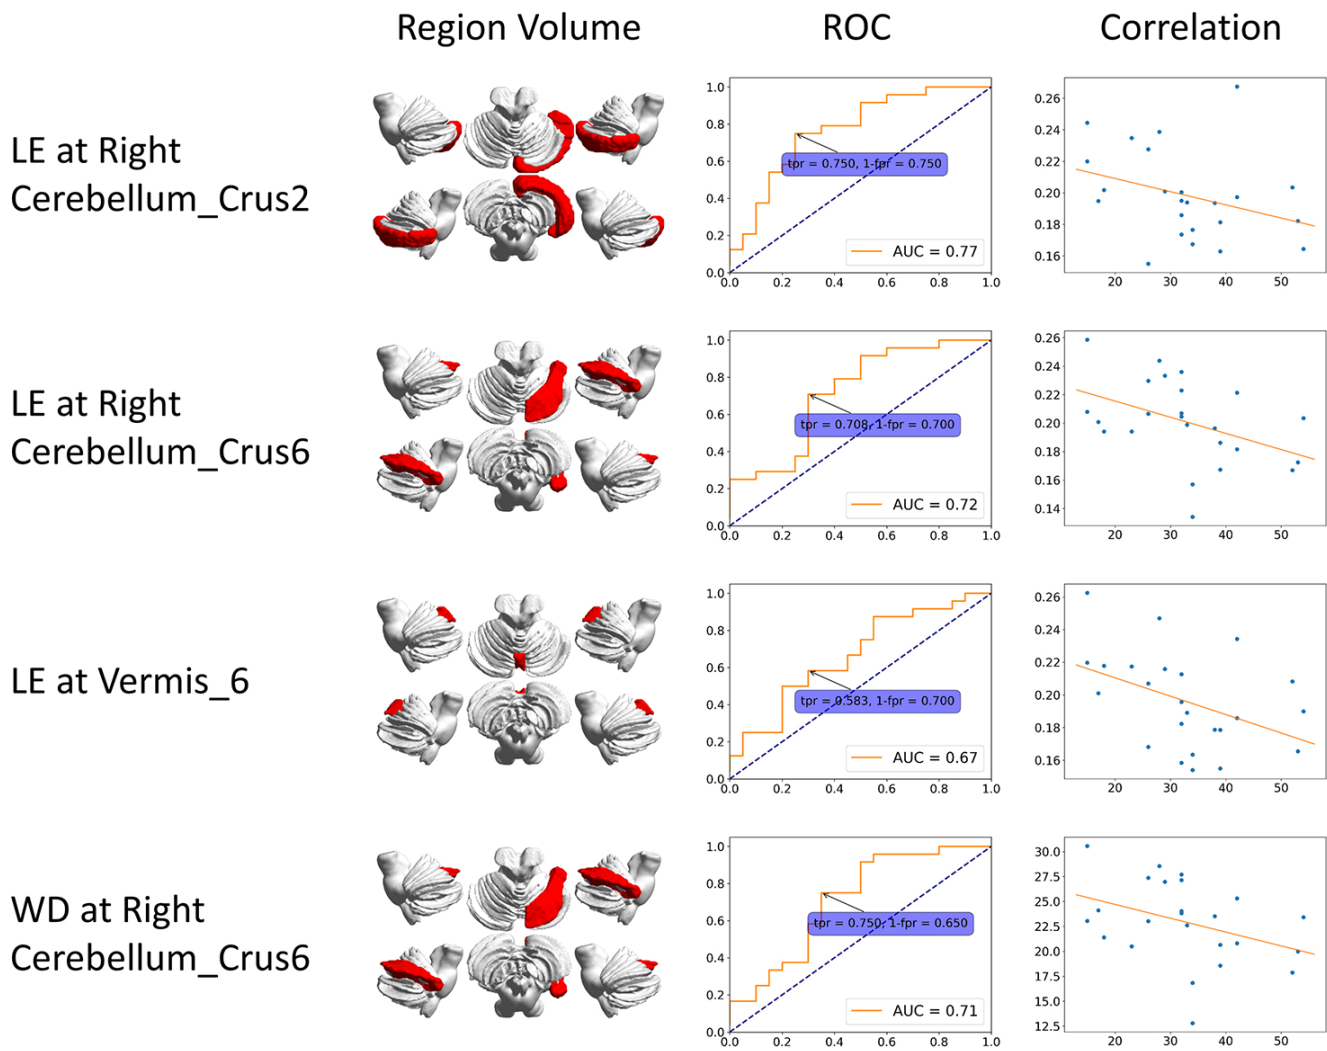 Region Volume ROC Correlation
LE at Right
Cerebellum_Crus2
1.0
0.8
0.6
0.4
0.2
0.0
0.0 0.2 0.4 0.6 0.8 1.0
tpr = 0.750, 1-fpr = 0.750
AUC = 0.77
0.26
0.24
0.22
0.20
0.18
0.16
20 30 40 50
LE at Right
Cerebellum_Crus6
1.0
0.8
0.6
0.4
0.2
0.0
0.0 0.2 0.4 0.6 0.8 1.0
tpr = 0.708, 1-fpr = 0.700
AUC = 0.72
0.26
0.24
0.22
0.20
0.18
0.16
0.14
20 30 40 50
LE at Vermis_6
1.0
0.8
0.6
0.4
0.2
0.0
0.0 0.2 0.4 0.6 0.8 1.0
tpr = 0.583, 1-fpr = 0.700
AUC = 0.67
0.26
0.24
0.22
0.20
0.18
0.16
20 30 40 50
WD at Right
Cerebellum_Crus6
1.0
0.8
0.6
0.4
0.2
0.0
0.0 0.2 0.4 0.6 0.8 1.0
tpr = 0.750, 1-fpr = 0.650
AUC = 0.71
30.0
27.5
25.0
22.5
20.0
17.5
15.0
12.5
20 30 40 50